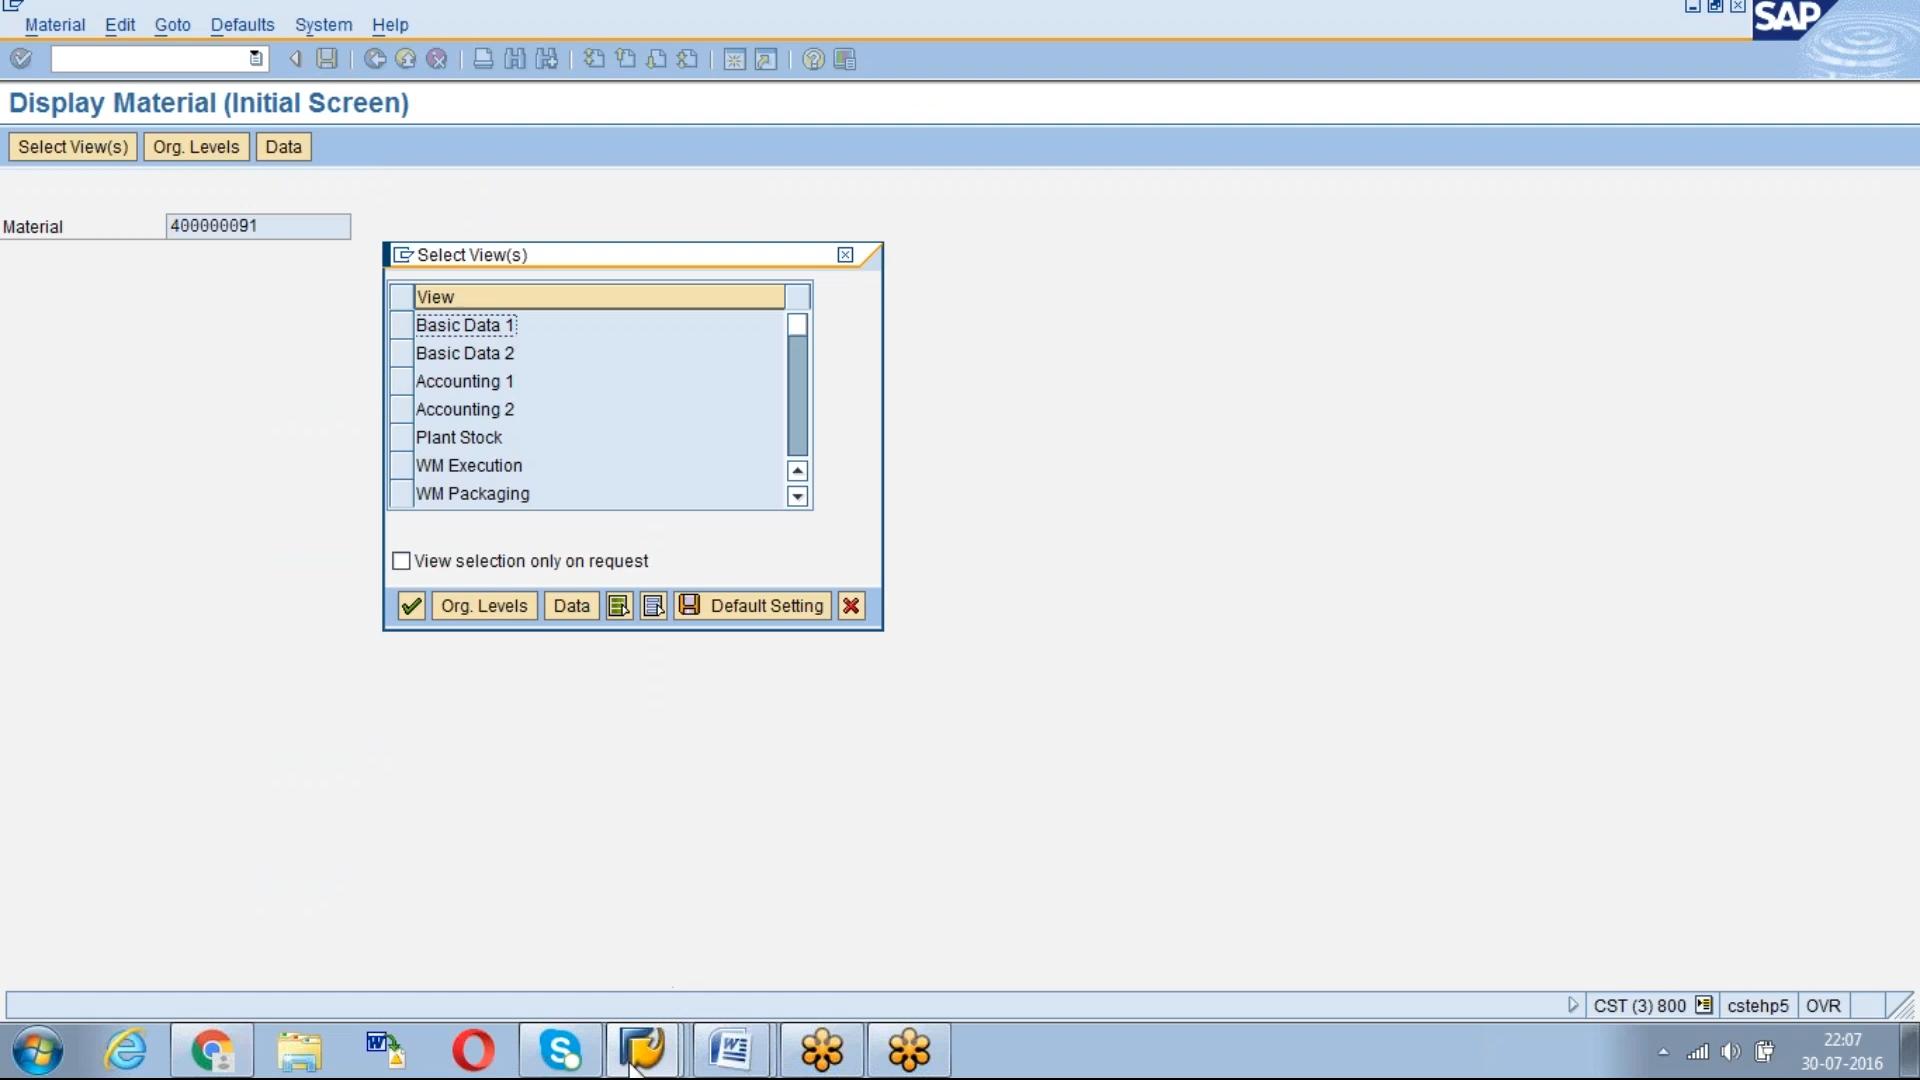 Material Edit Goto Defaults System Help
SAP
Display Material (Initial Screen)
Select View(s) Org. Levels Data
Material 400000091
Select View(s)
View
Basic Data 1
Basic Data 2
Accounting 1
Accounting 2
Plant Stock
WM Execution
WM Packaging
View selection only on request
Org. Levels Data Default Setting
CST (3) 800 cstehp5 OVR
22:07
30-07-2016